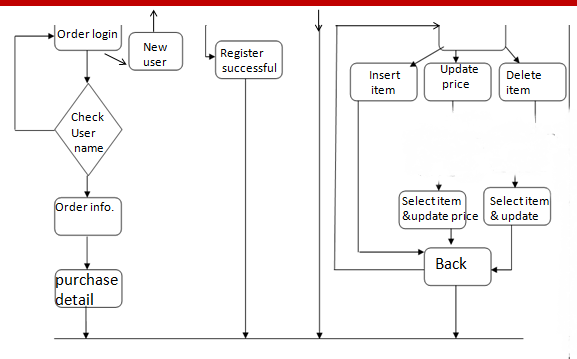 Order login
New
user
Register
successful
Insert
item
Update
price
Delete
item
Check
User
name
Order info.
Select item
&update price
Select item
& update
Back
purchase
detail